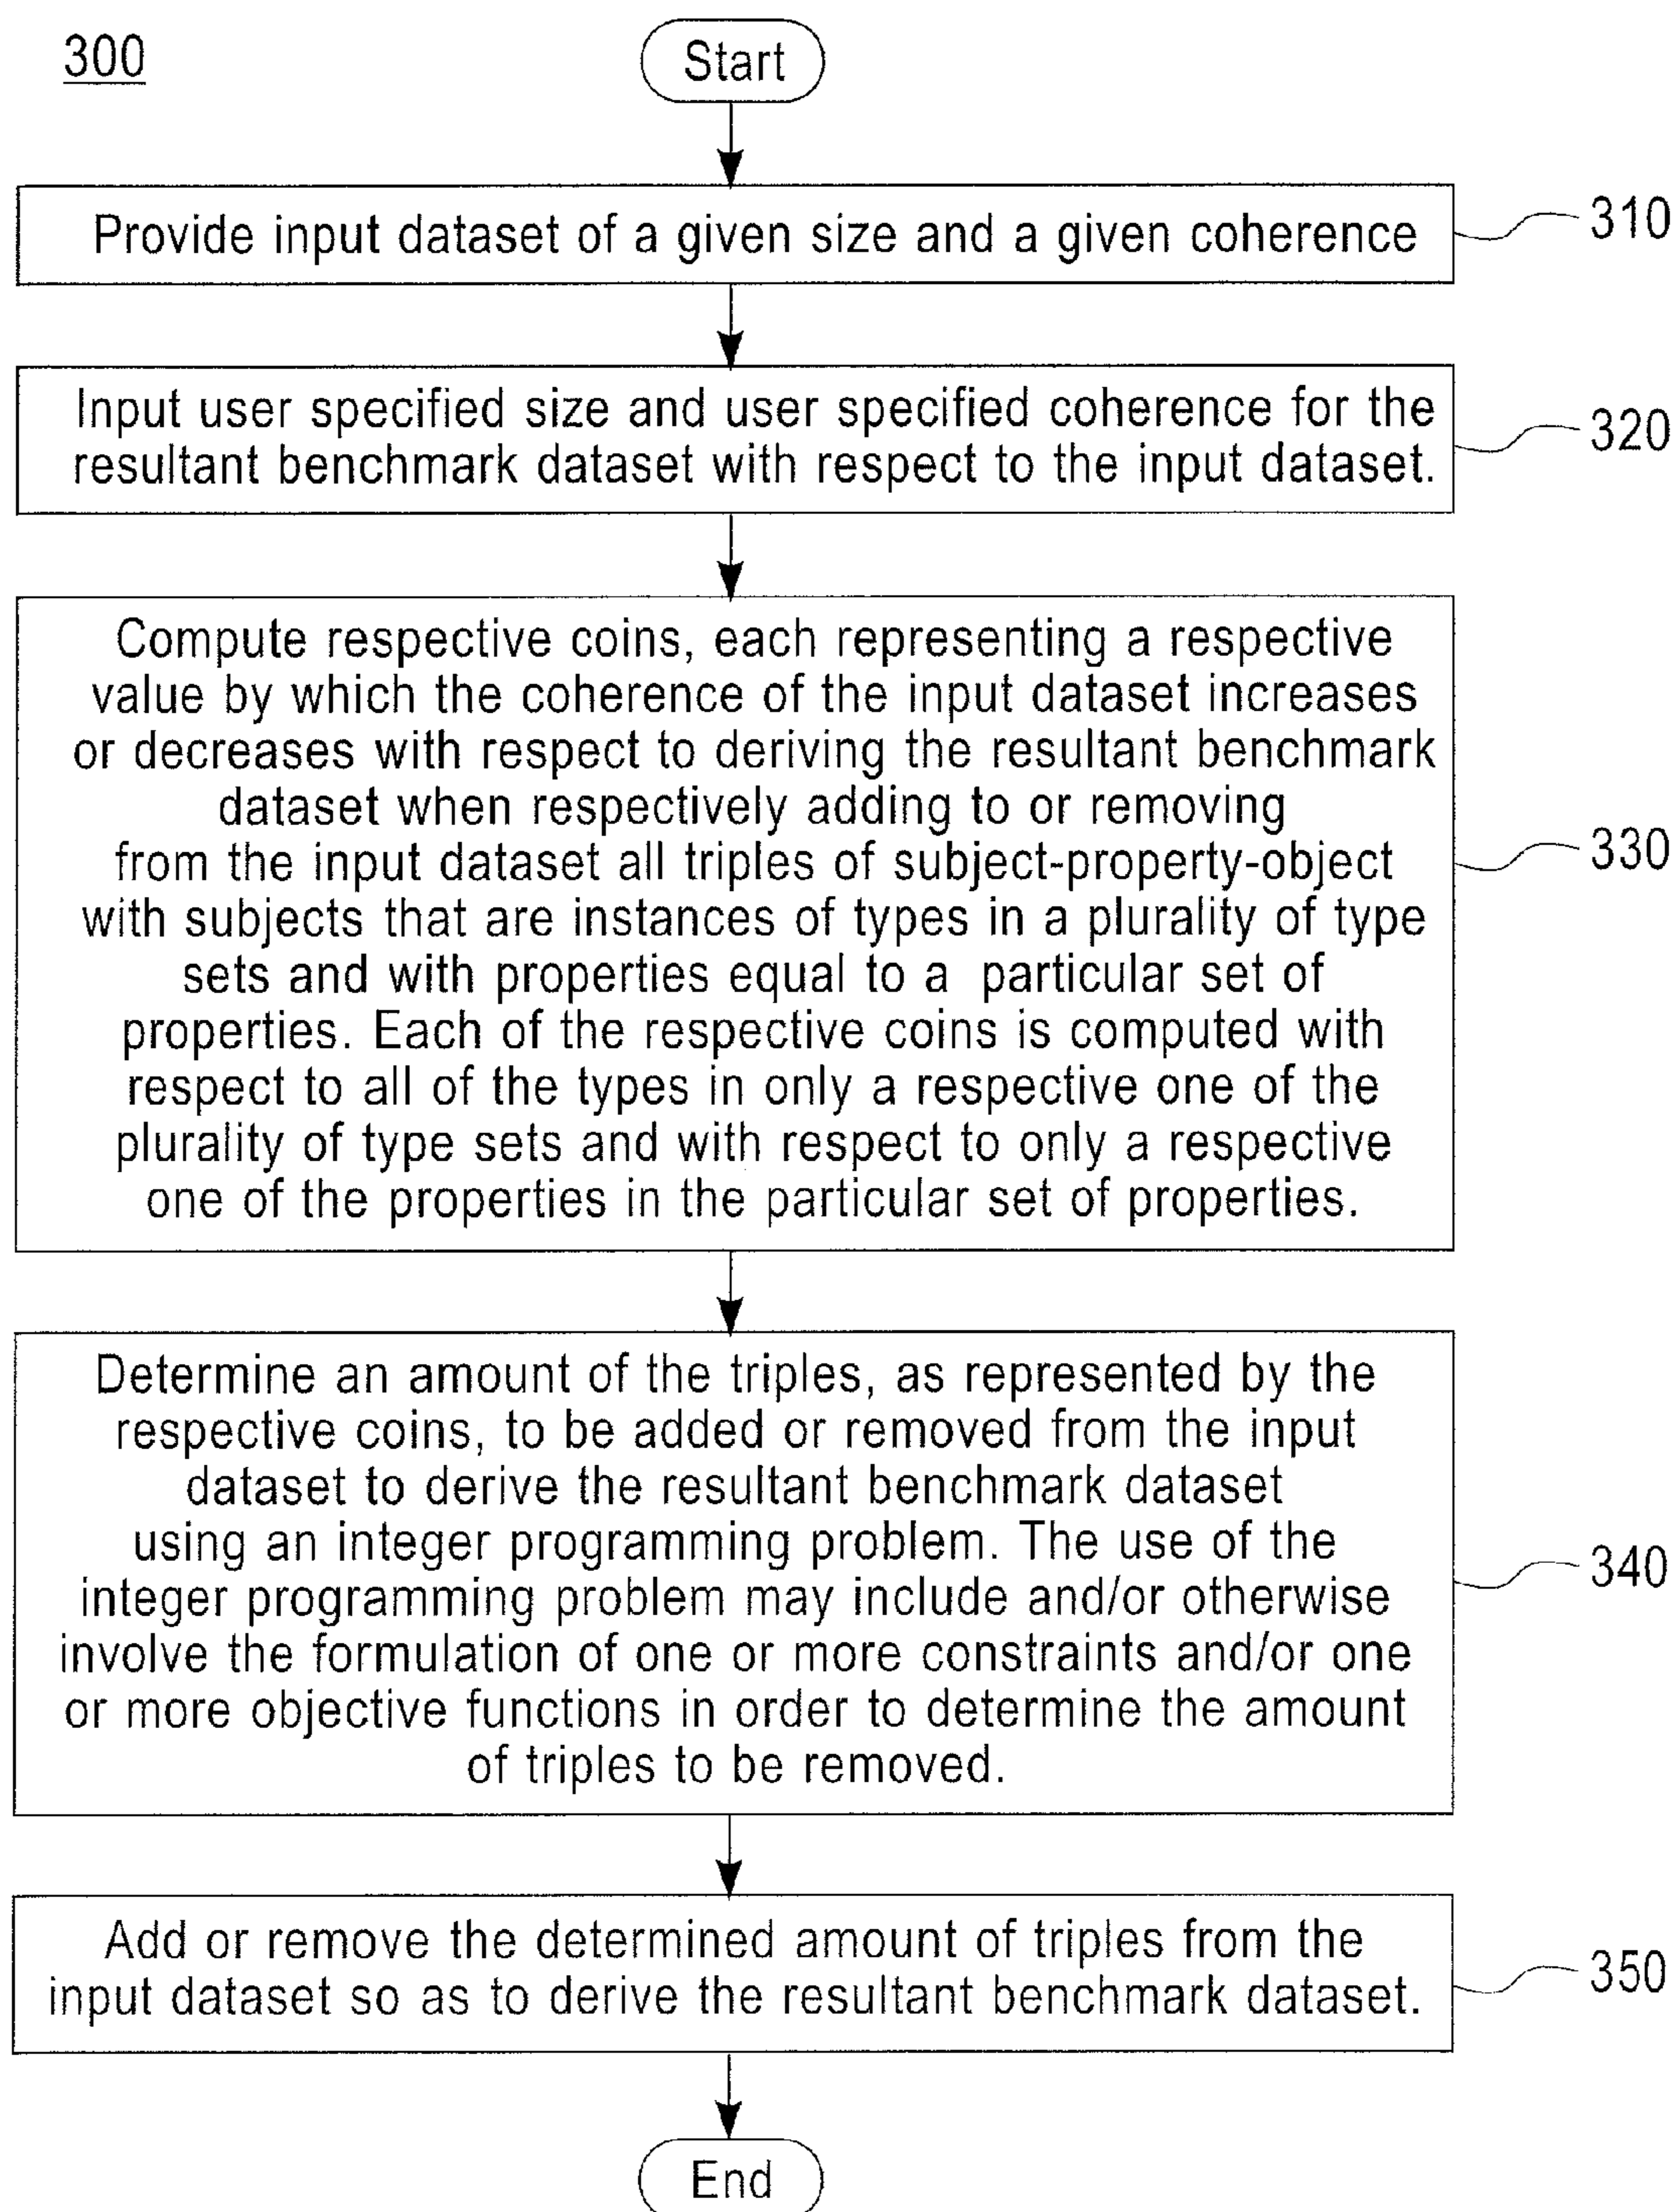 300
Start
Provide input dataset of a given size and a given coherence
310
Input user specified size and user specified coherence for the
resultant benchmark dataset with respect to the input dataset.
320
Compute respective coins, each representing a respective
value by which the coherence of the input dataset increases
or decreases with respect to deriving the resultant benchmark
dataset when respectively adding to or removing
from the input dataset all triples of subject-property-object
with subjects that are instances of types in a plurality of type
sets and with properties equal to a particular set of
properties. Each of the respective coins is computed with
respect to all of the types in only a respective one of the
plurality of type sets and with respect to only a respective
one of the properties in the particular set of properties.
330
Determine an amount of the triples, as represented by the
respective coins, to be added or removed from the input
dataset to derive the resultant benchmark dataset
using an integer programming problem. The use of the
integer programming problem may include and/or otherwise
involve the formulation of one or more constraints and/or one
or more objective functions in order to determine the amount
of triples to be removed.
340
Add or remove the determined amount of triples from the
input dataset so as to derive the resultant benchmark dataset.
350
End